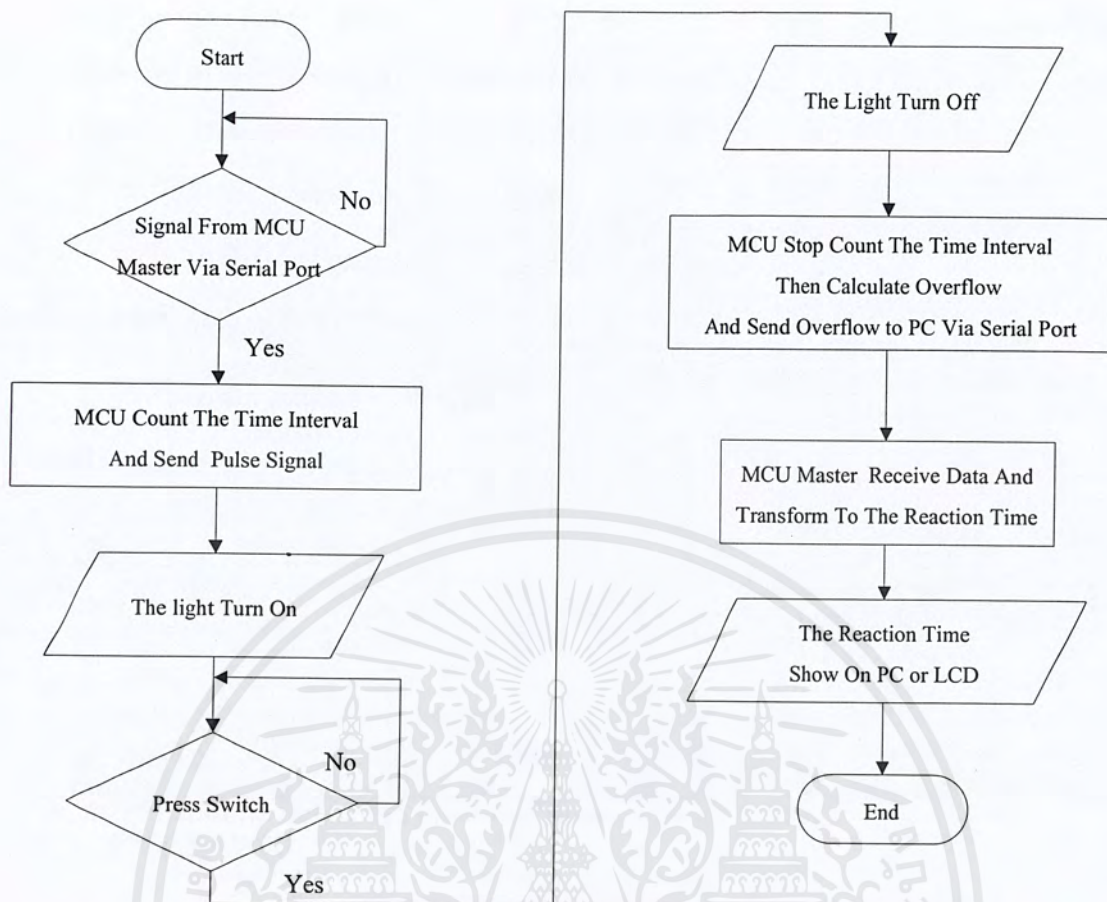 Start
Signal From MCU
Master Via Serial Port
No
Yes
MCU Count The Time Interval
And Send Pulse Signal
The light Turn On
Press Switch
No
Yes
The Light Turn Off
MCU Stop Count The Time Interval
Then Calculate Overflow
And Send Overflow to PC Via Serial Port
MCU Master Receive Data And
Transform To The Reaction Time
The Reaction Time
Show On PC or LCD
End